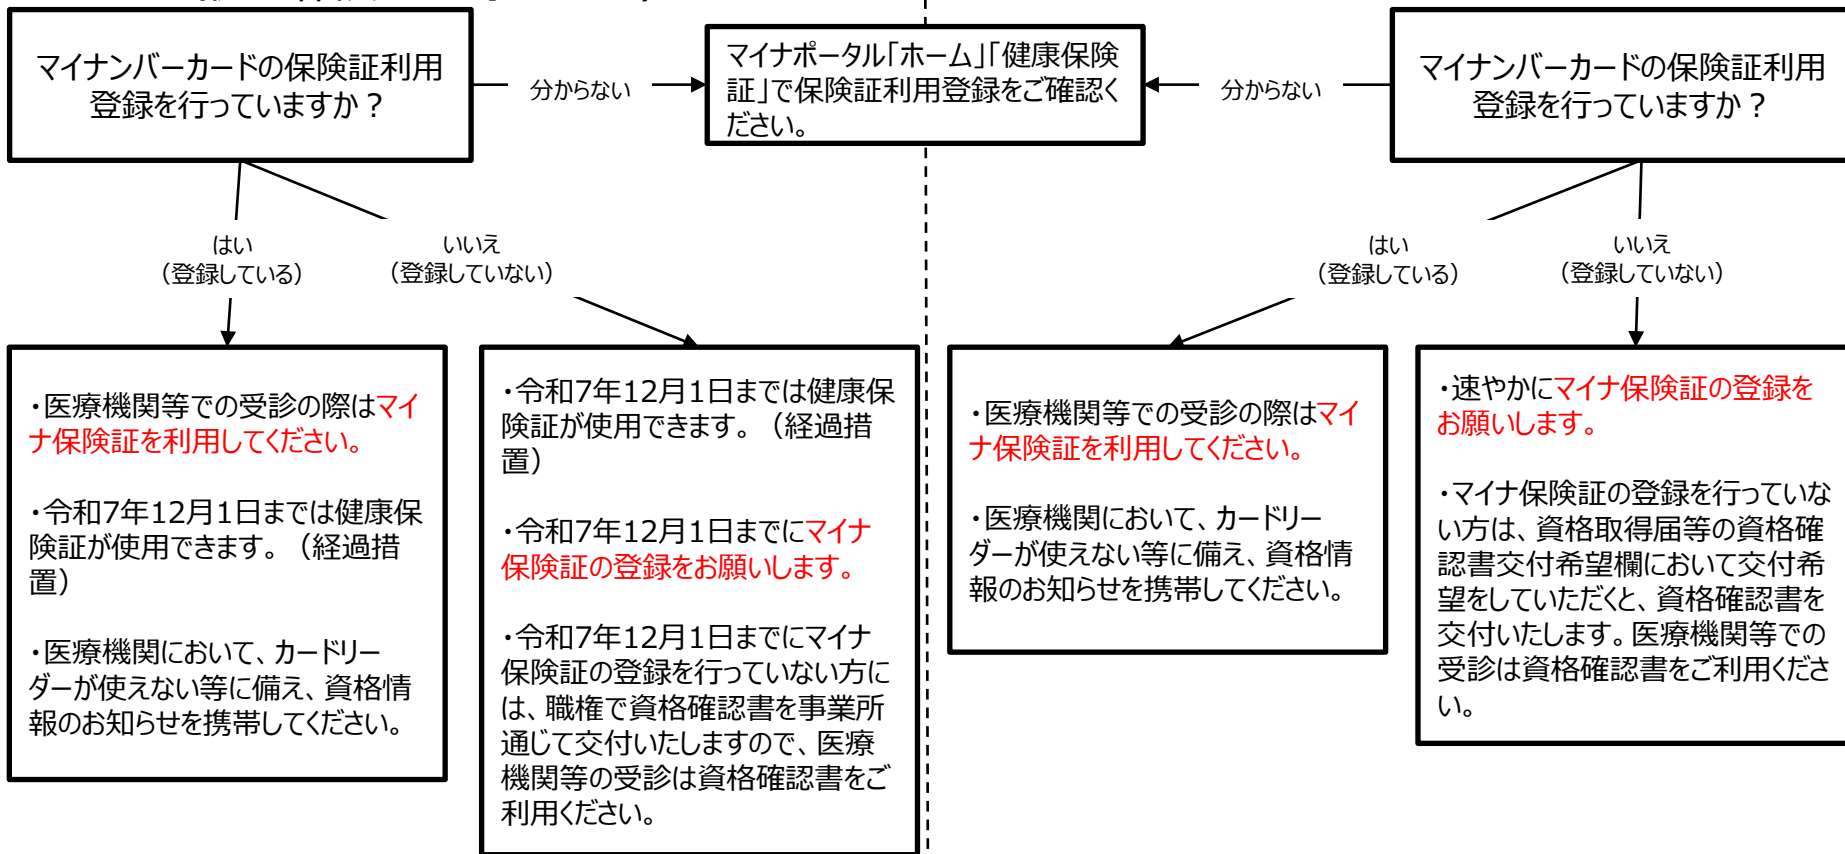 マイナンバーカードの保険証利用
登録を行っていますか？
分からない
マイナポータル「ホーム」「健康保険
証」で保険証利用登録をご確認く
ださい。
分からない
マイナンバーカードの保険証利用
登録を行っていますか？
はい
（登録している）
いいえ
（登録していない）
はい
（登録している）
いいえ
（登録していない）
・医療機関等での受診の際はマイ
ナ保険証を利用してください。
・令和7年12月1日までは健康保
険証が使用できます。（経過措
置）
・医療機関において、カードリー
ダーが使えない等に備え、資格情
報のお知らせを携帯してください。
・令和7年12月1日までは健康保
険証が使用できます。（経過措
置）
・令和7年12月1日までにマイナ
保険証の登録をお願いします。
・令和7年12月1日までにマイナ
保険証の登録を行っていない方に
は、職権で資格確認書を事業所
通じて交付いたしますので、医療
機関等の受診は資格確認書をご
利用ください。
・医療機関等での受診の際はマイ
ナ保険証を利用してください。
・医療機関において、カードリー
ダーが使えない等に備え、資格情
報のお知らせを携帯してください。
・速やかにマイナ保険証の登録を
お願いします。
・マイナ保険証の登録を行っていな
い方は、資格取得届等の資格確
認書交付希望欄において交付希
望をしていただくと、資格確認書を
交付いたします。医療機関等での
受診は資格確認書をご利用くださ
い。